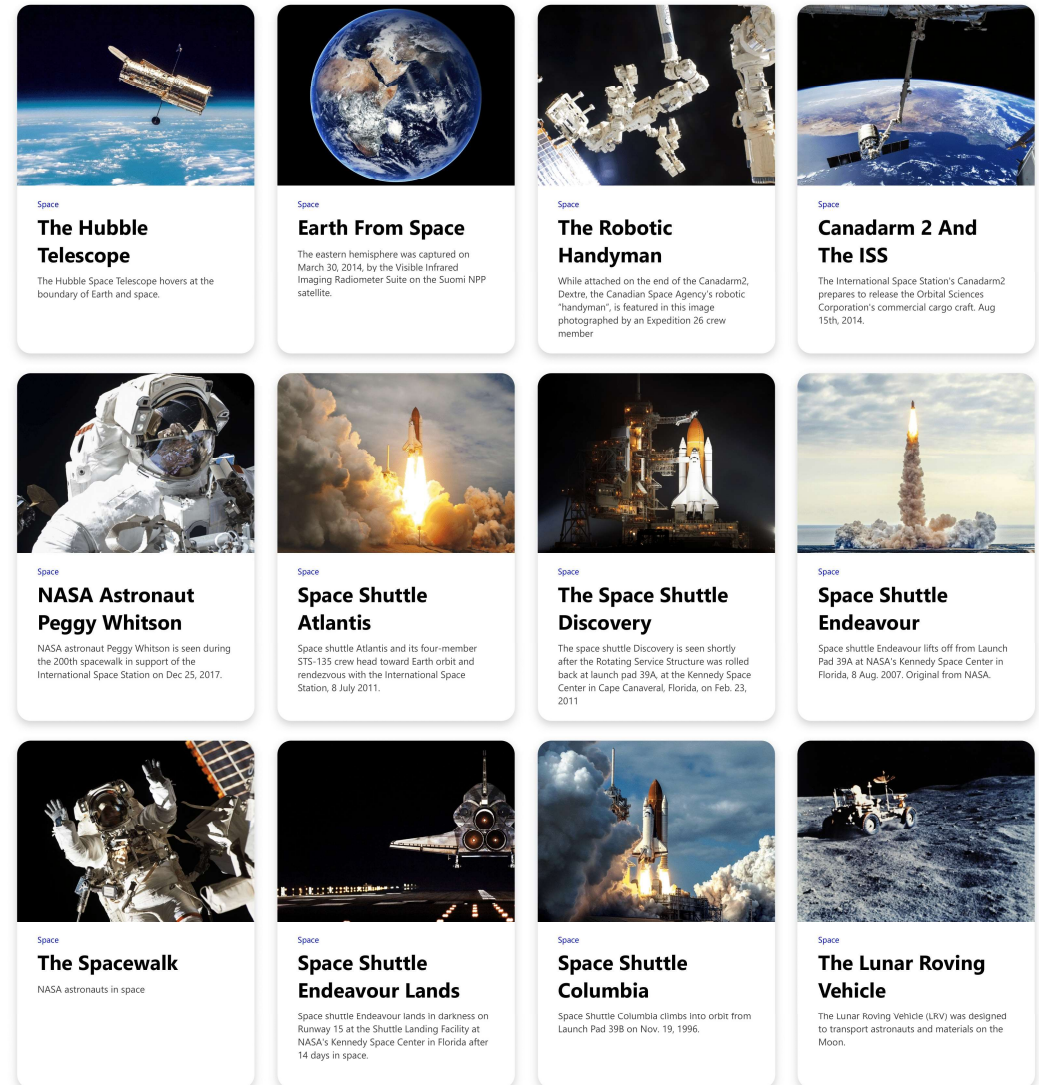 Space
The Hubble
Telescope
The Hubble Space Telescope hovers at the
boundary of Earth and space.
Space
Earth From Space
The eastern hemisphere was captured on
March 30, 2014, by the Visible Infrared
Imaging Radiometer Suite on the Suomi NPP
satellite.
Space
The Robotic
Handyman
While attached on the end of the Canadarm2,
Dextre, the Canadian Space Agency's robotic
"handyman", is featured in this image
photographed by an Expedition 26 crew
member
Space
Canadarm 2 And
The ISS
The International Space Station's Canadarm2
prepares to release the Orbital Sciences
Corporation's commercial cargo craft. Aug
15th, 2014.
Space
NASA Astronaut
Peggy Whitson
NASA astronaut Peggy Whitson is seen during
the 200th spacewalk in support of the
International Space Station on Dec 25, 2017.
Space
Space Shuttle
Atlantis
Space shuttle Atlantis and its four-member
STS-135 crew head toward Earth orbit and
rendezvous with the International Space
Station, 8 July 2011.
Space
The Space Shuttle
Discovery
The space shuttle Discovery is seen shortly
after the Rotating Service Structure was rolled
back at launch pad 39A, at the Kennedy Space
Center in Cape Canaveral, Florida, on Feb. 23,
2011
Space
Space Shuttle
Endeavour
Space shuttle Endeavour lifts off from Launch
Pad 39A at NASA's Kennedy Space Center in
Florida, 8 Aug. 2007. Original from NASA.
Space
The Spacewalk
NASA astronauts in space
Space
Space Shuttle
Endeavour Lands
Space shuttle Endeavour lands in darkness on
Runway 15 at the Shuttle Landing Facility at
NASA's Kennedy Space Center in Florida after
14 days in space.
Space
Space Shuttle
Columbia
Space Shuttle Columbia climbs into orbit from
Launch Pad 39B on Nov. 19, 1996.
Space
The Lunar Roving
Vehicle
The Lunar Roving Vehicle (LRV) was designed
to transport astronauts and materials on the
Moon.